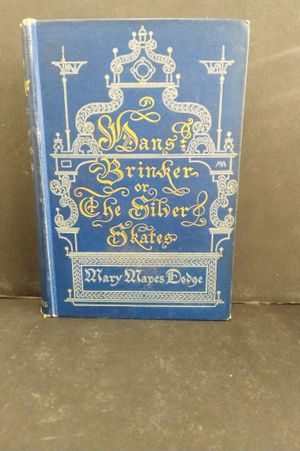 Hans
Brinker
or
The Silver
Skates
Mary Mapes Dodge